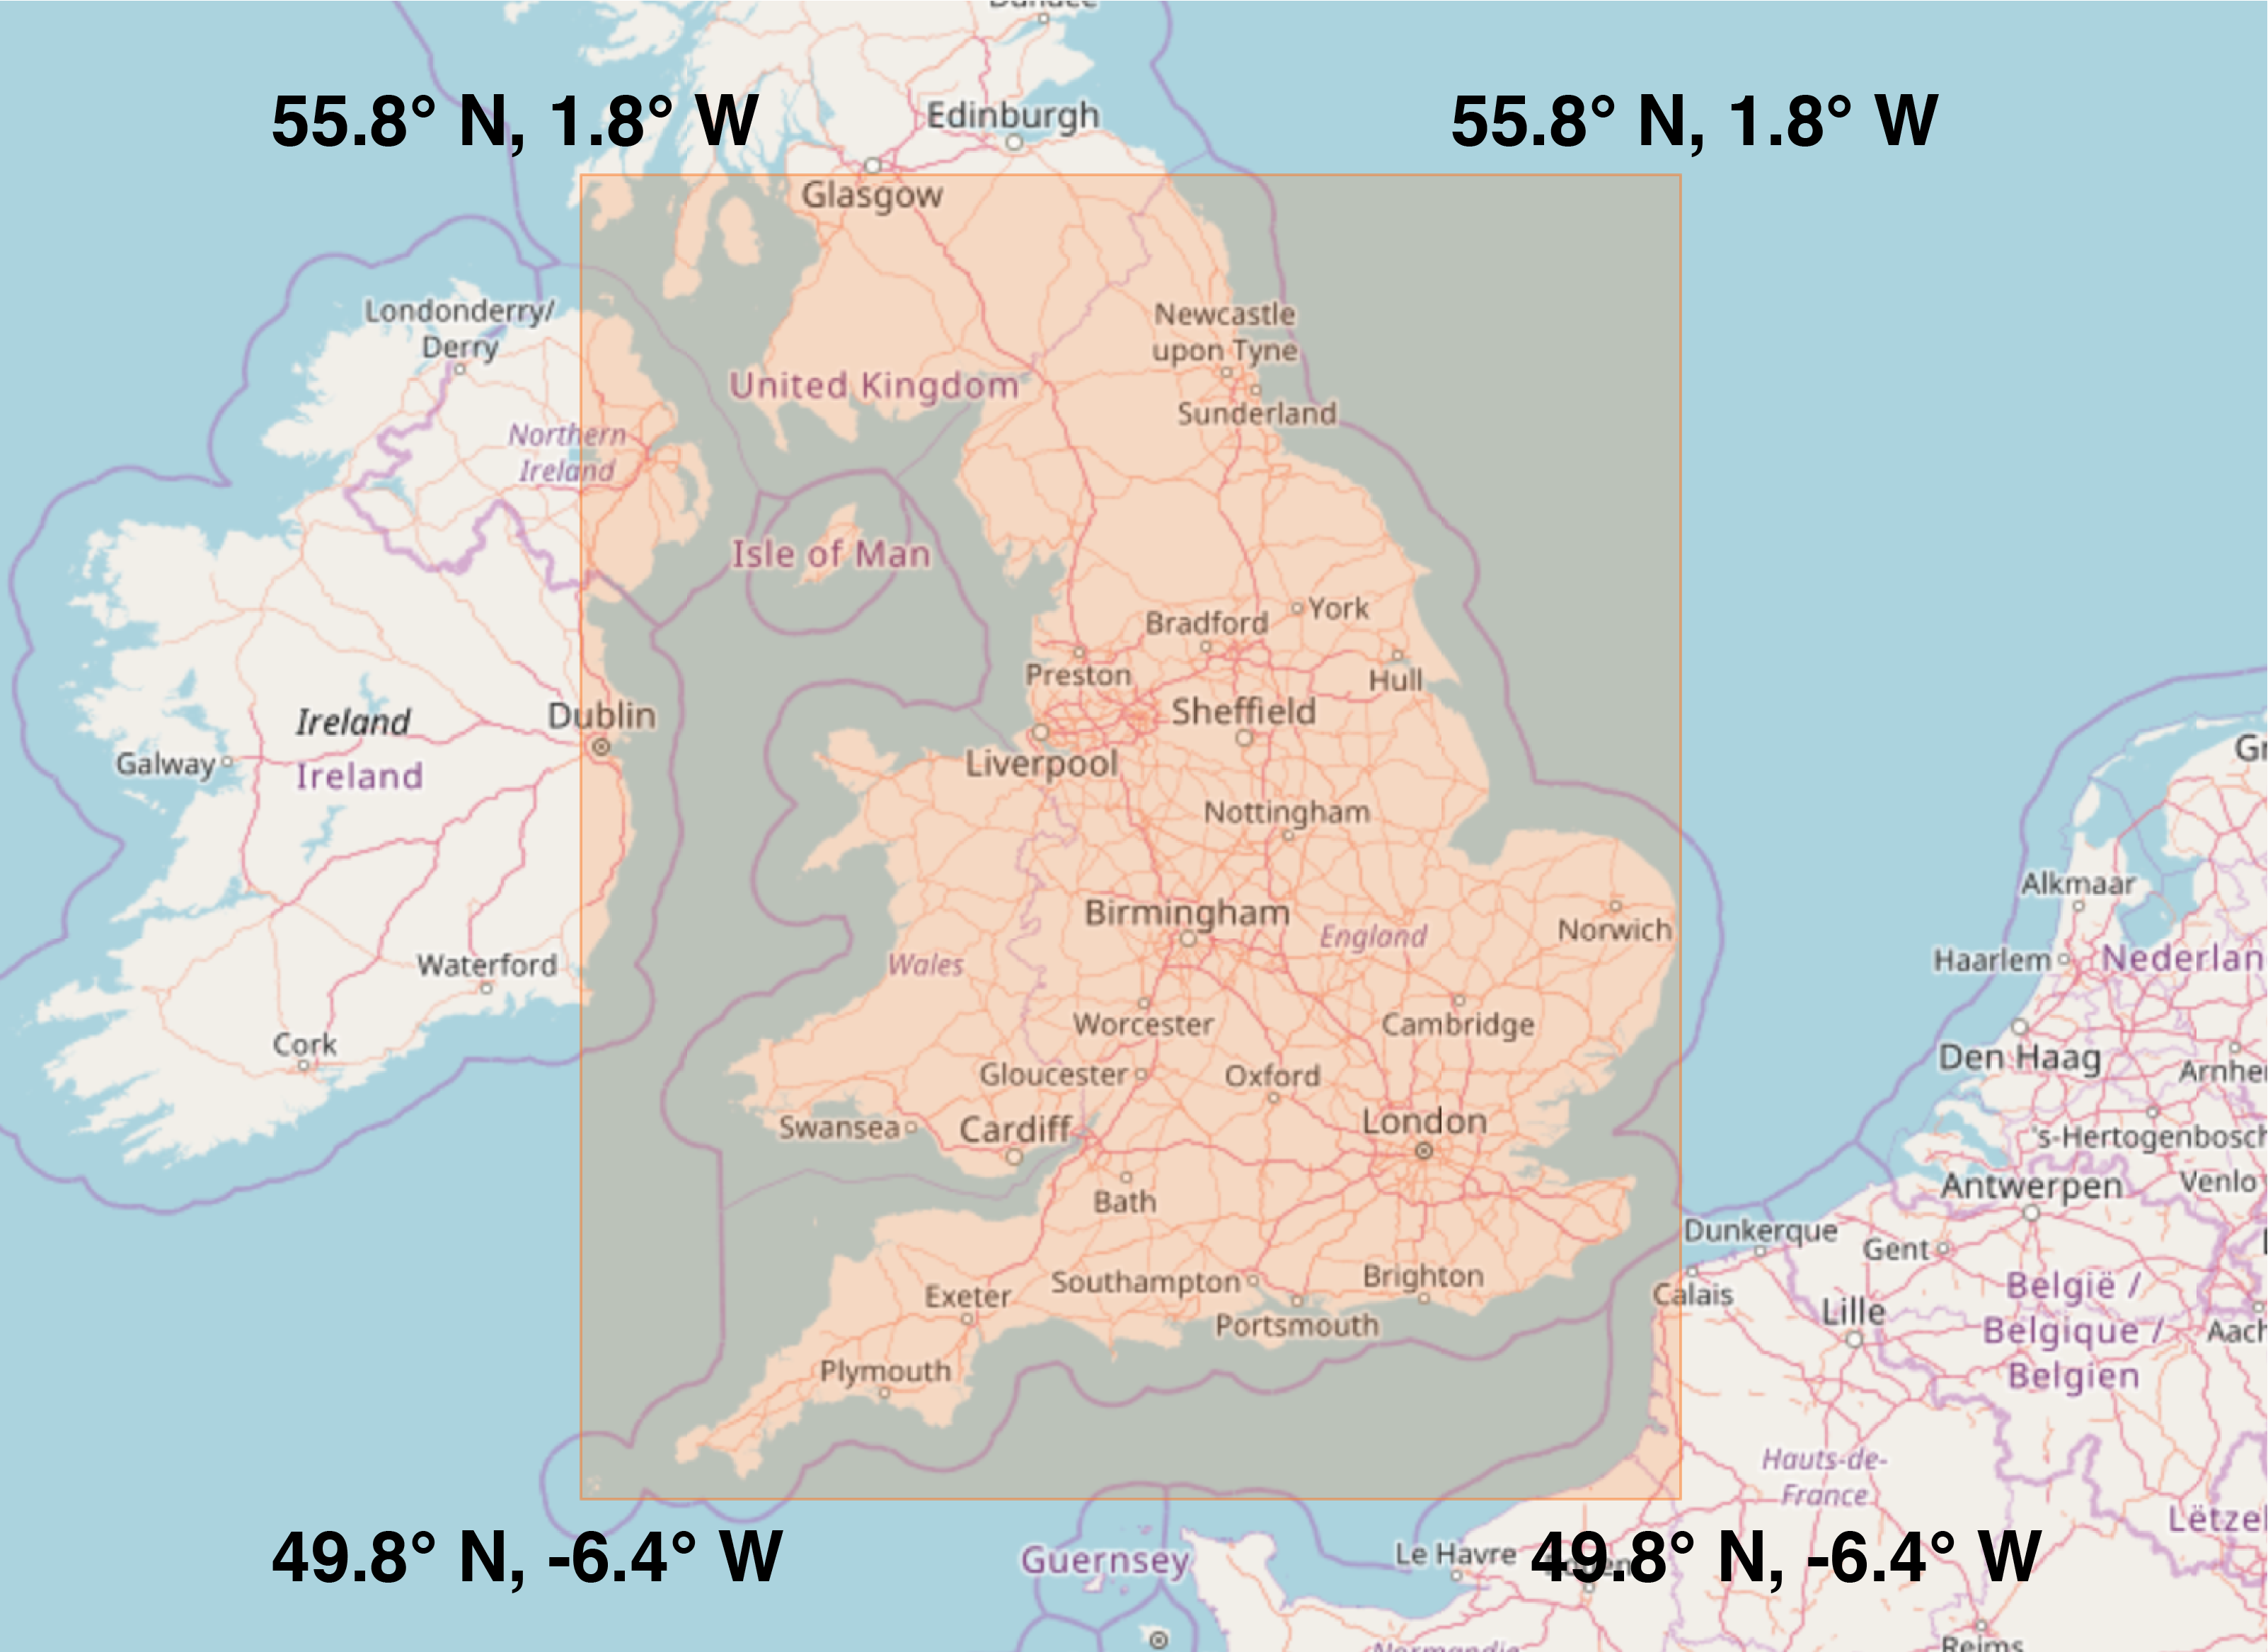 Dundee
55.8° N, 1.8° W
55.8° N, 1.8° W
Edinburgh
Glasgow
Londonderry/
Derry
Newcastle
upon Tyne
United Kingdom
Sunderland
Northern
Ireland
Isle of Man
York
Bradford
Preston
Hull
Ireland
Dublin
Sheffield
Galway
Ireland
Liverpool
Nottingham
Alkmaar
Birmingham
England
Norwich
Haarlem
Nederlan
Wales
Waterford
Worcester
Cambridge
Cork
Den Haag
Gloucester
Oxford
Arnhe
Swansea
Cardiff
London
's-Hertogenbosch
Bath
Antwerpen
Venlo
Dunkerque
Gent
Southampton
Brighton
Exeter
Calais
België /
Lille
Portsmouth
Belgique /
Aach
Plymouth
Belgien
Hauts-de-
France
Lëtze
49.8° N, -6.4° W
Guernsey
Le Havre
49.8° N, -6.4° W
Normandie
Reims